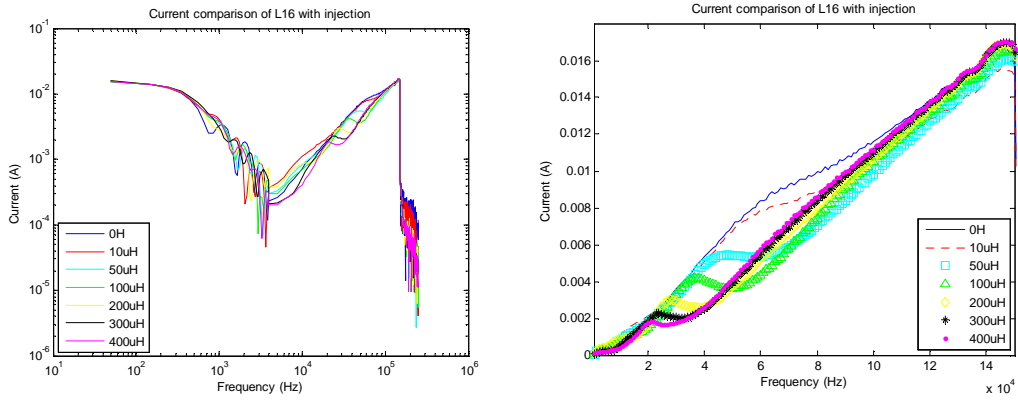 Current comparison of L16 with injection
10^-1
10^-2
10^-3
10^-4
10^-5
10^-6
Current (A)
0H
10uH
50uH
100uH
200uH
300uH
400uH
10^1 10^2 10^3 10^4 10^5 10^6
Frequency (Hz)
Current comparison of L16 with injection
0.016
0.014
0.012
0.01
0.008
0.006
0.004
0.002
0
Current (A)
0H
10uH
50uH
100uH
200uH
300uH
400uH
2 4 6 8 10 12 14
Frequency (Hz)
x 10^4